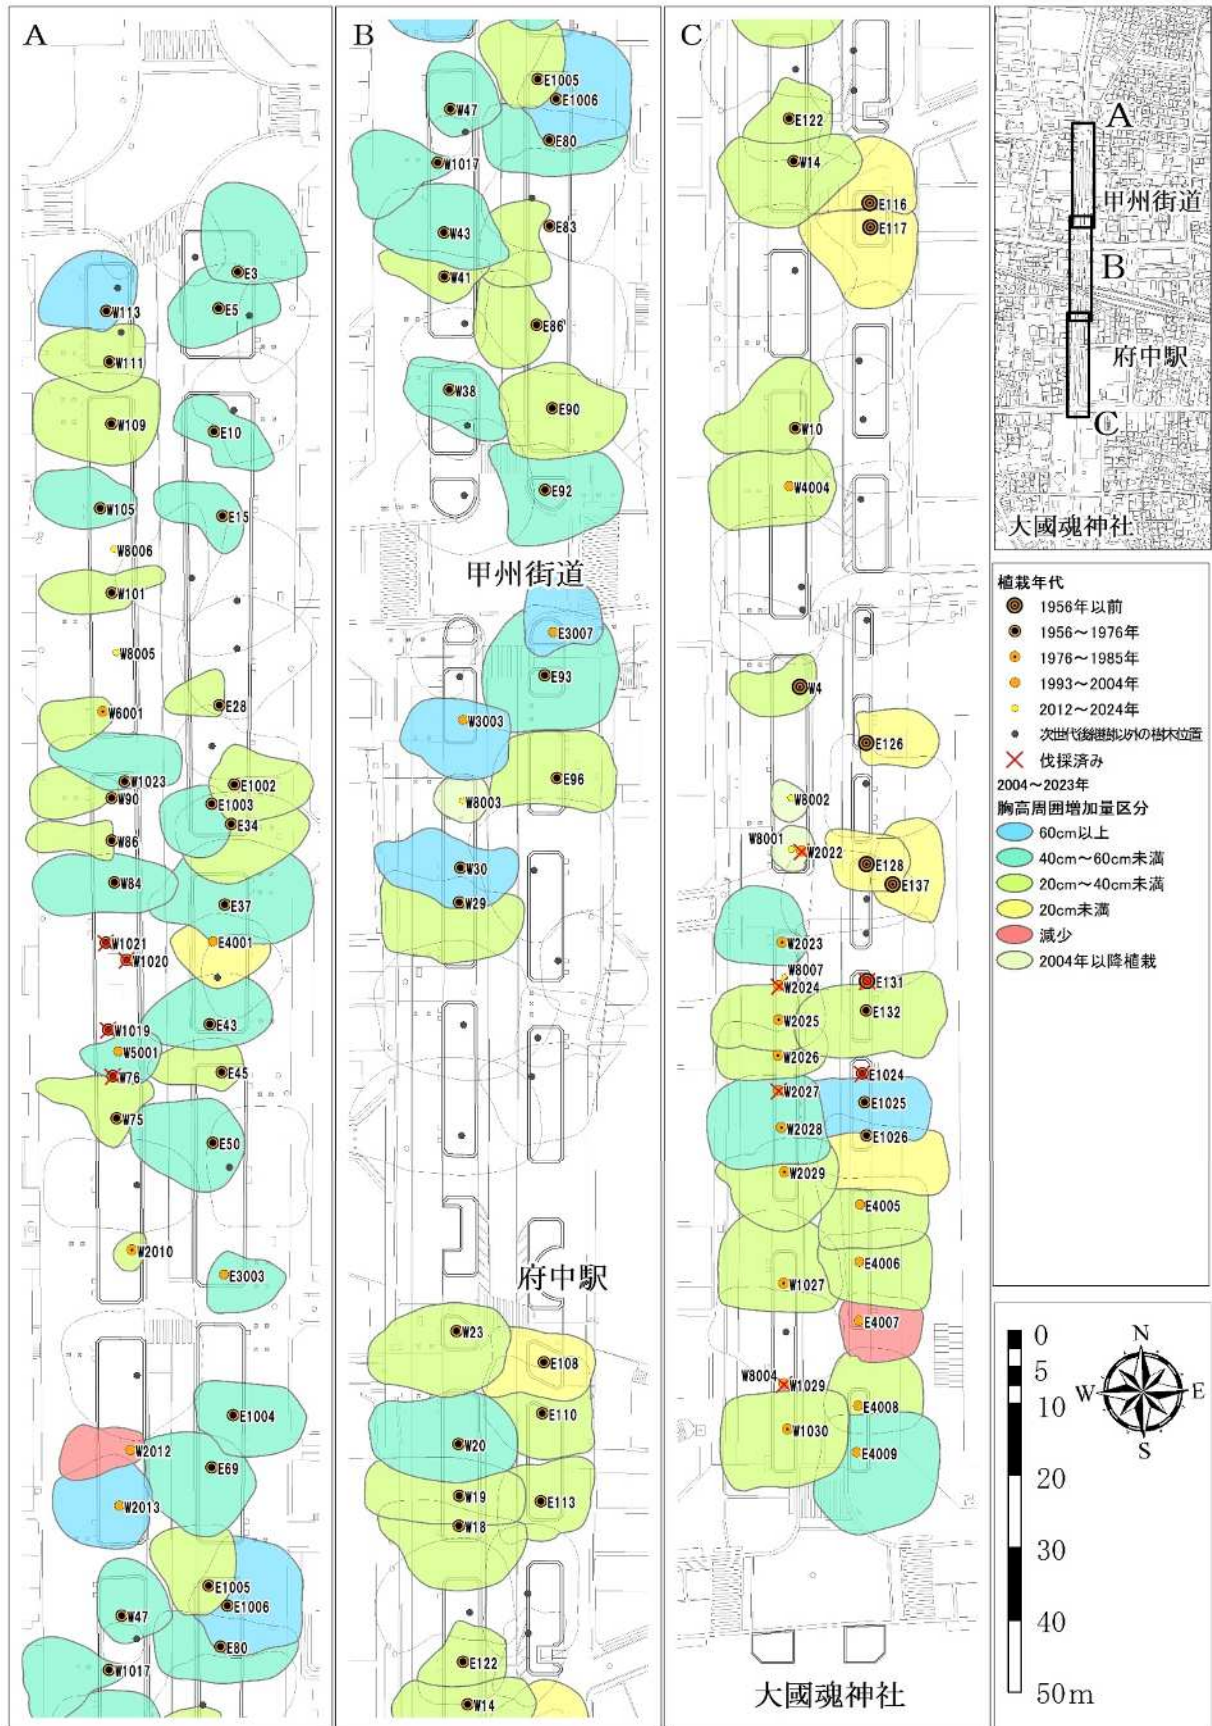 A
E3
W113
E5
W111
W109
E10
W105
E15
W8006
W101
W8005
E28
W6001
W1023
E1002
W90
E1003
E34
W86
W84
E37
W1021
E4001
W1020
W1019
E43
W5001
W76
E45
W75
E50
W2010
E3003
E1004
W2012
E69
W2013
E1005
E1006
W47
E80
W1017
B
E1005
E1006
W47
E80
W1017
E83
W43
W41
E86
W38
E90
E92
甲州街道
E3007
E93
W3003
E96
W8003
W30
W29
府中駅
W23
E108
E110
W20
W19
E113
W18
E122
W14
C
E122
W14
E116
E117
W10
W4004
W4
E126
W8002
W8001
W2022
E128
E137
W2023
W8007
W2024
E131
W2025
E132
W2026
E1024
W2027
E1025
W2028
E1026
W2029
E4005
E4006
W1027
E4007
W8004
W1029
E4008
W1030
E4009
大國魂神社
A
甲州街道
B
府中駅
C
大國魂神社
植栽年代
1956年以前
1956～1976年
1976～1985年
1993～2004年
2012～2024年
次世代後継樹以外の樹木位置
伐採済み
2004～2023年
胸高周囲増加量区分
60cm以上
40cm～60cm未満
20cm～40cm未満
20cm未満
減少
2004年以降植栽
0
5
10
20
30
40
50m
N
W
E
S